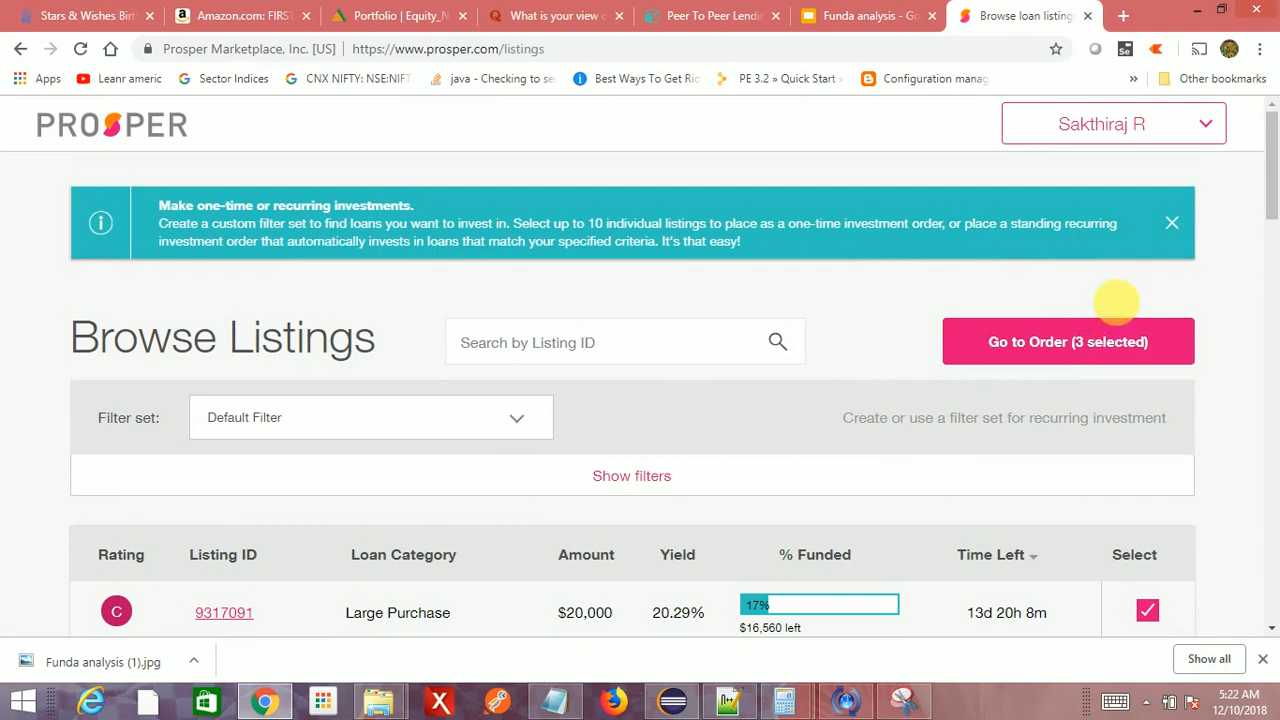 Stars & Wishes Birt
Amazon.com: FIRST
Portfolio | Equity_N
What is your view o
Peer To Peer Lendi
Funda analysis - Go
Browse loan listing
Prosper Marketplace, Inc. [US] | https://www.prosper.com/listings
Apps
Leanr americ
Sector Indices
CNX NIFTY: NSE:NIF
java - Checking to se
Best Ways To Get Ri
PE 3.2 » Quick Start
Configuration mana
Other bookmarks
PROSPER
Sakthiraj R
Make one-time or recurring investments.
Create a custom filter set to find loans you want to invest in. Select up to 10 individual listings to place as a one-time investment order, or place a standing recurring
investment order that automatically invests in loans that match your specified criteria. It's that easy!
Browse Listings
Search by Listing ID
Go to Order (3 selected)
Filter set:
Default Filter
Create or use a filter set for recurring investment
Show filters
Rating
Listing ID
Loan Category
Amount
Yield
% Funded
Time Left
Select
C
9317091
Large Purchase
$20,000
20.29%
17%
$16,560 left
13d 20h 8m
Funda analysis (1).jpg
Show all
5:22 AM
12/10/2018